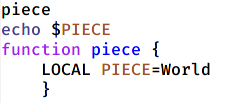 piece
echo $PIECE
function piece {
    LOCAL PIECE=World
    }